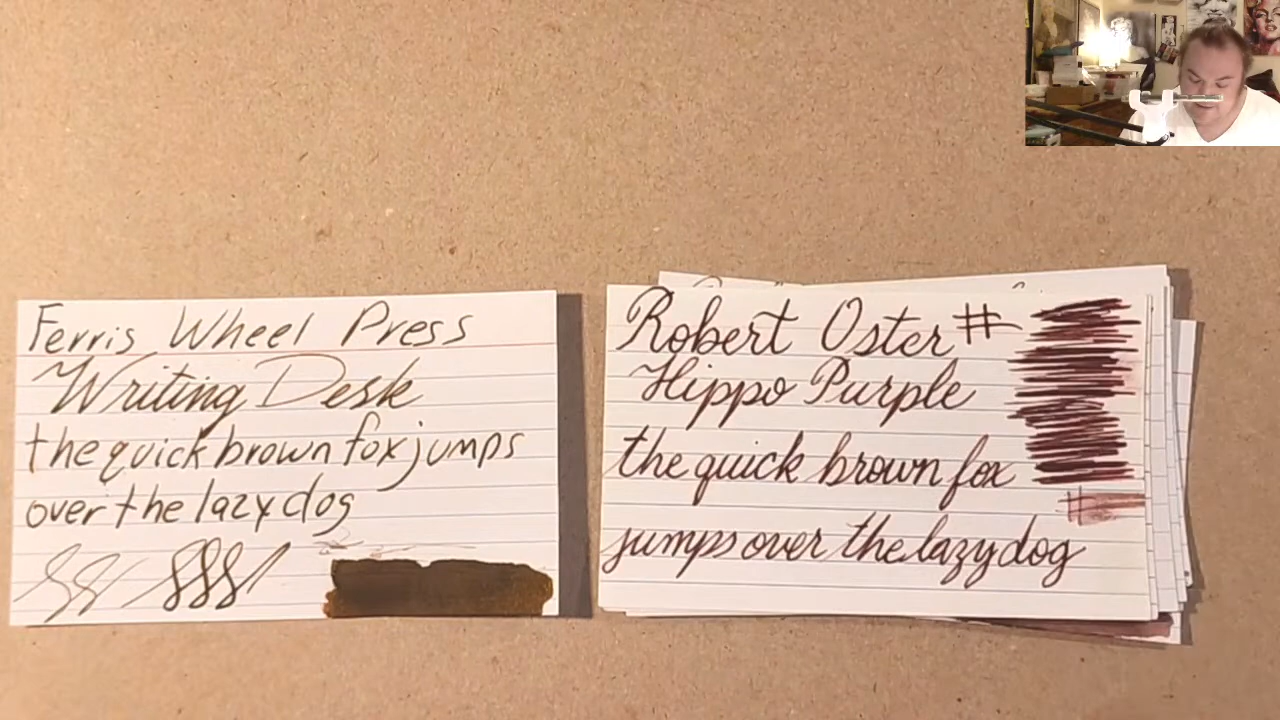 Ferris Wheel Press
Writing Desk
the quick brown fox jumps
over the lazy dog
Robert Oster #
Hippo Purple
the quick brown fox
#
jumps over the lazy dog